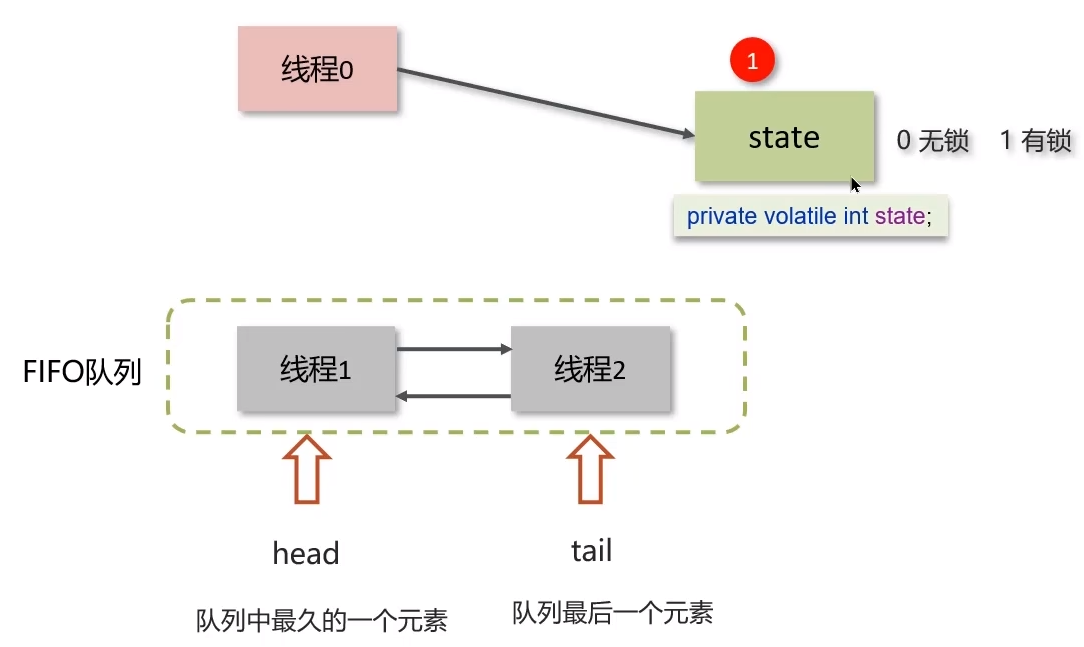 线程0
1
state
0 无锁 1 有锁
private volatile int state;
FIFO队列
线程1
线程2
head
tail
队列中最久的一个元素
队列最后一个元素